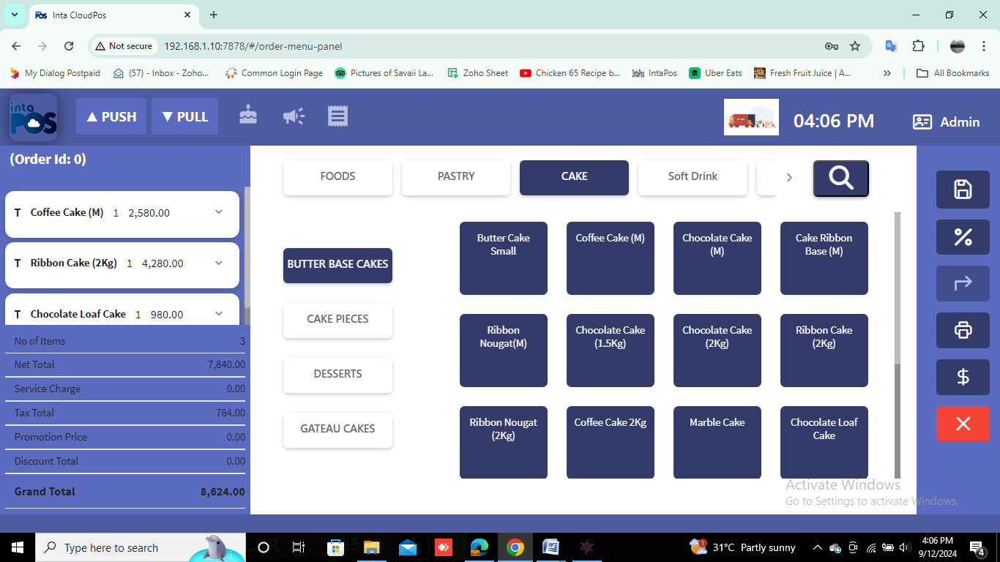 Inta CloudPos
Not secure
192.168.1.10:7878/#/order-menu-panel
My Dialog Postpaid
(57) - Inbox - Zoho...
Common Login Page
Pictures of Savaii La...
Zoho Sheet
Chicken 65 Recipe b...
IntaPos
Uber Eats
Fresh Fruit Juice | A...
All Bookmarks
inta
POS
PUSH
PULL
04:06 PM
Admin
(Order Id: 0)
T Coffee Cake (M) 1 2,580.00
T Ribbon Cake (2Kg) 1 4,280.00
T Chocolate Loaf Cake 1 980.00
No of Items 3
Net Total 7,840.00
Service Charge 0.00
Tax Total 784.00
Promotion Price 0.00
Discount Total 0.00
Grand Total 8,624.00
FOODS
PASTRY
CAKE
Soft Drink
BUTTER BASE CAKES
CAKE PIECES
DESSERTS
GATEAU CAKES
Butter Cake
Small
Coffee Cake (M)
Chocolate Cake
(M)
Cake Ribbon
Base (M)
Ribbon
Nougat(M)
Chocolate Cake
(1.5Kg)
Chocolate Cake
(2Kg)
Ribbon Cake
(2Kg)
Ribbon Nougat
(2Kg)
Coffee Cake 2Kg
Marble Cake
Chocolate Loaf
Cake
Activate Windows
Go to Settings to activate Windows.
Type here to search
31°C Partly sunny
4:06 PM
9/12/2024
4